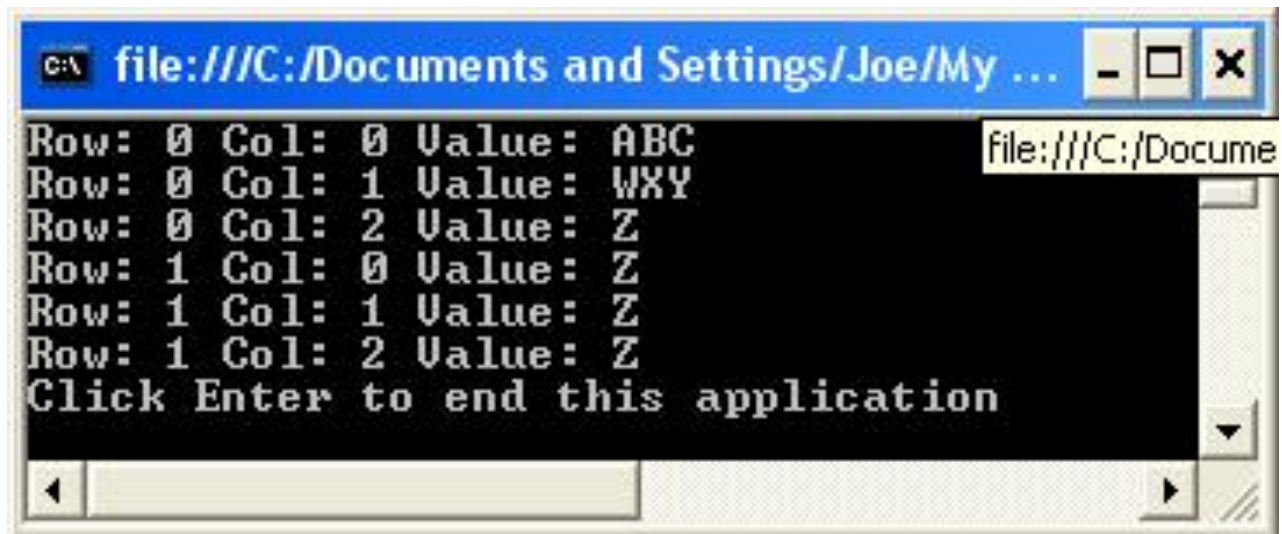 file:///C:/Documents and Settings/Joe/My ...
Row: 0 Col: 0 Value: ABC
file:///C:/Docume
Row: 0 Col: 1 Value: WXY
Row: 0 Col: 2 Value: Z
Row: 1 Col: 0 Value: Z
Row: 1 Col: 1 Value: Z
Row: 1 Col: 2 Value: Z
Click Enter to end this application